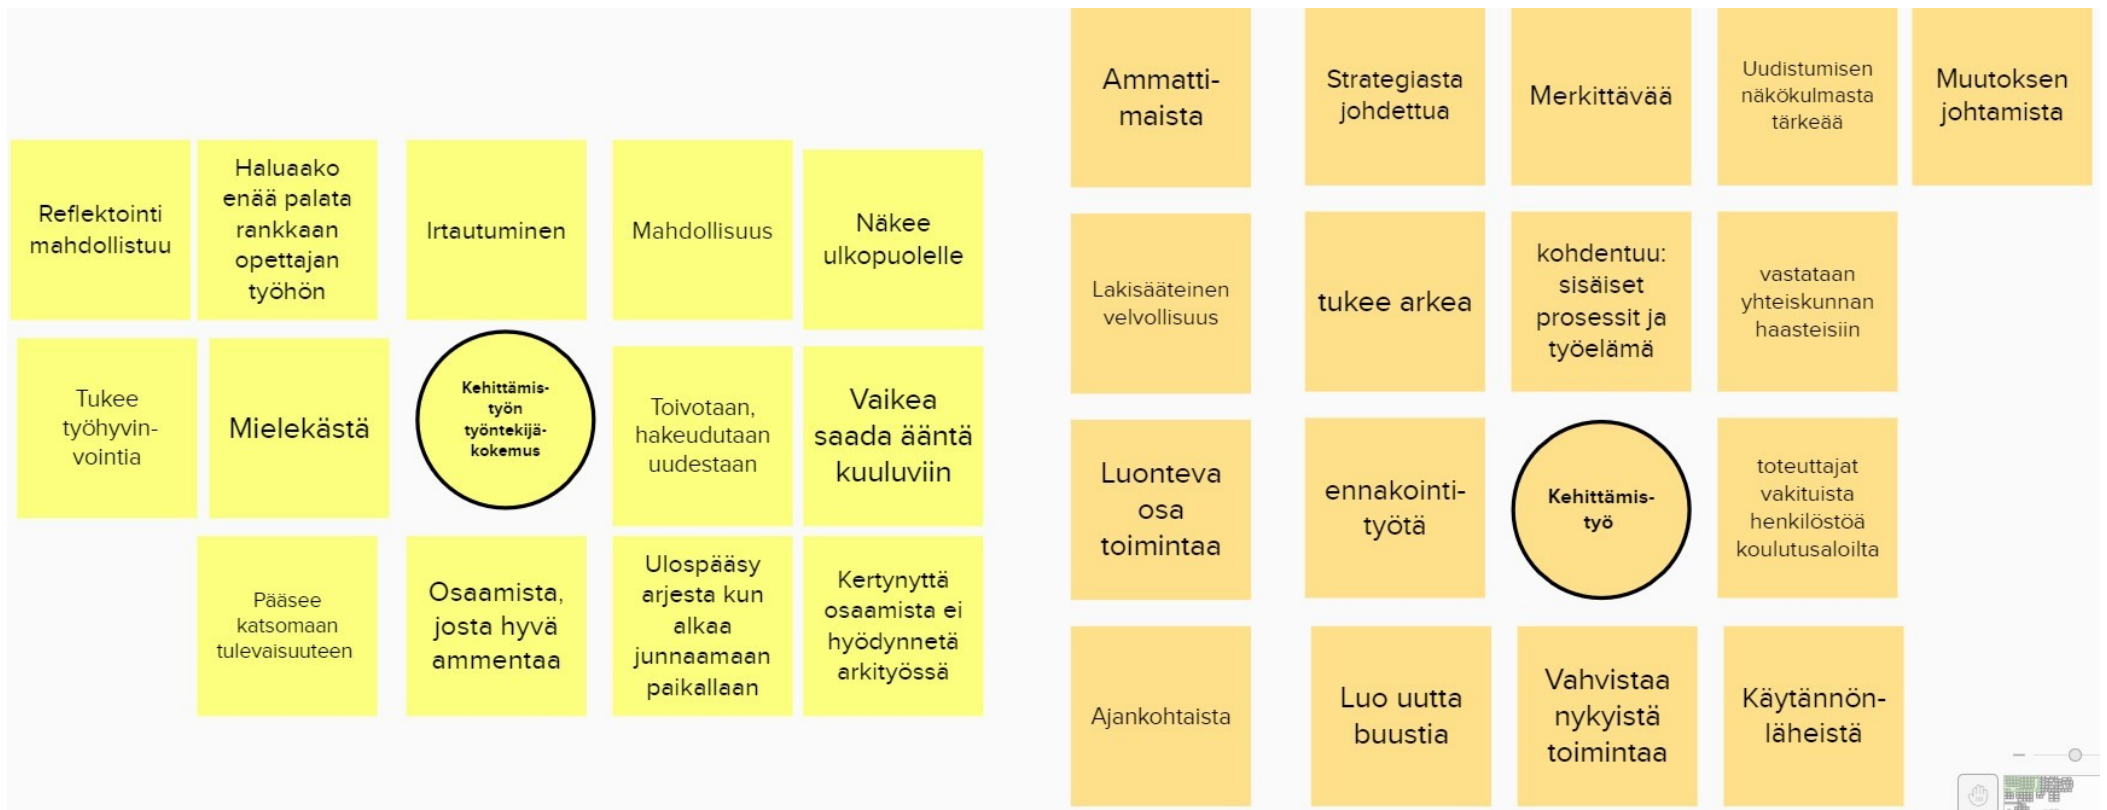 Reflektointi
mahdollistuu
Haluaako
enää palata
rankkaan
opettajan
työhön
Irtautuminen
Mahdollisuus
Näkee
ulkopuolelle
Tukee
työhyvin-
vointia
Mielekästä
Kehittämis-
työn
työntekijä-
kokemus
Toivotaan,
hakeudutaan
uudestaan
Vaikea
saada ääntä
kuuluviin
Pääsee
katsomaan
tulevaisuuteen
Osaamista,
josta hyvä
ammentaa
Ulospääsy
arjesta kun
alkaa
junnaamaan
paikallaan
Kertynyttä
osaamista ei
hyödynnetä
arkityössä
Ammatti-
maista
Strategiasta
johdettua
Merkittävää
Uudistumisen
näkökulmasta
tärkeää
Muutoksen
johtamista
Lakisääteinen
velvollisuus
tukee arkea
kohdentuu:
sisäiset
prosessit ja
työelämä
vastataan
yhteiskunnan
haasteisiin
Luonteva
osa
toimintaa
ennakointi-
työtä
Kehittämis-
työ
toteuttajat
vakituista
henkilöstöä
koulutusaloilta
Ajankohtaista
Luo uutta
buustia
Vahvistaa
nykyistä
toimintaa
Käytännön-
läheistä